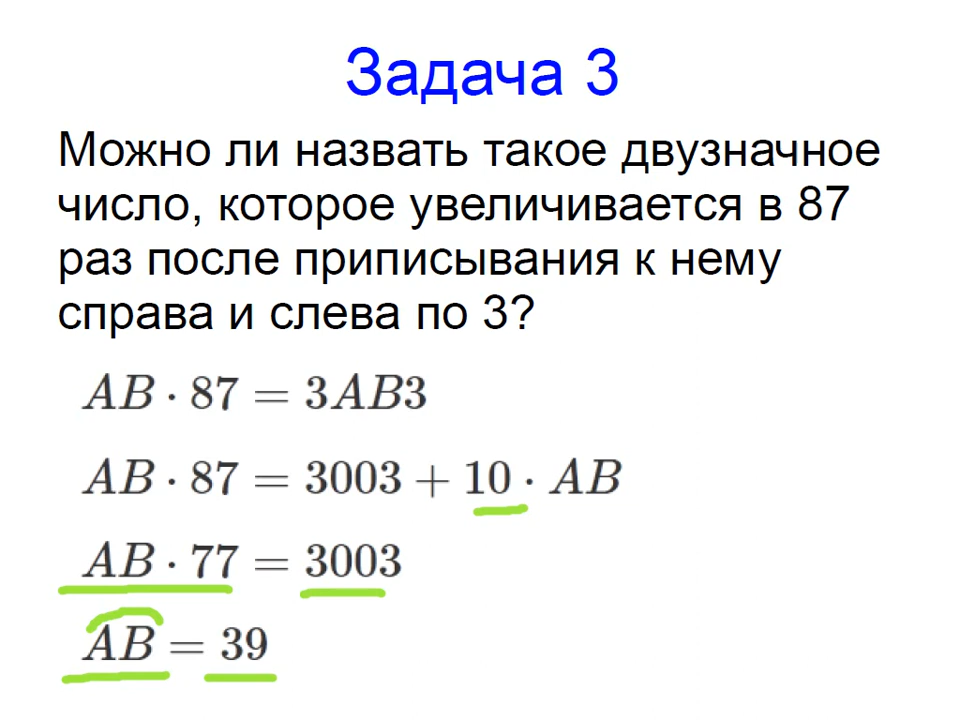 Задача 3
Можно ли назвать такое двузначное
число, которое увеличивается в 87
раз после приписывания к нему
справа и слева по 3?
AB · 87 = 3AB3
AB · 87 = 3003 + 10 · AB
AB · 77 = 3003
AB = 39